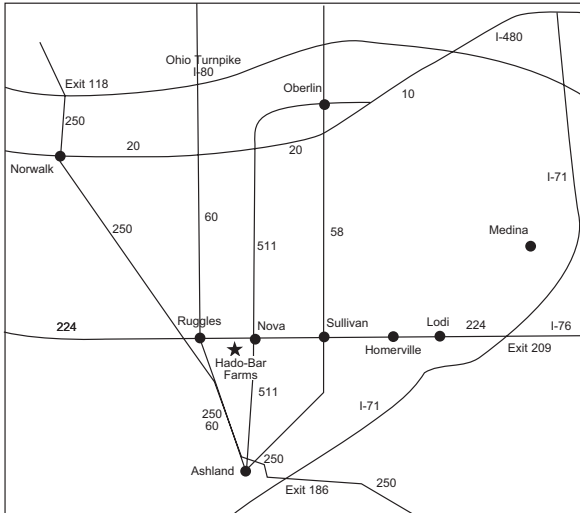 I-480
Ohio Turnpike
I-80
Exit 118
Oberlin
10
250
20
20
Norwalk
I-71
60
250
58
511
Medina
Ruggles
Nova
Sullivan
Lodi
224
224
I-76
Homerville
Exit 209
Hado-Bar
Farms
511
I-71
250
60
250
Ashland
Exit 186
250